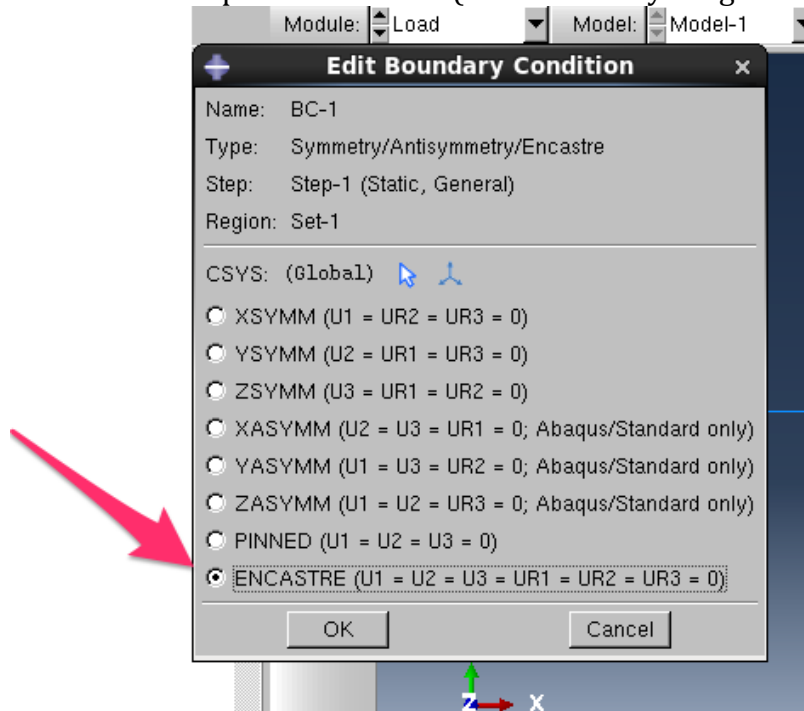 Module: Load Model: Model-1
Edit Boundary Condition
Name: BC-1
Type: Symmetry/Antisymmetry/Encastre
Step: Step-1 (Static, General)
Region: Set-1
CSYS: (Global)
XSYMM (U1 = UR2 = UR3 = 0)
YSYMM (U2 = UR1 = UR3 = 0)
ZSYMM (U3 = UR1 = UR2 = 0)
XASYMM (U2 = U3 = UR1 = 0; Abaqus/Standard only)
YASYMM (U1 = U3 = UR2 = 0; Abaqus/Standard only)
ZASYMM (U1 = U2 = UR3 = 0; Abaqus/Standard only)
PINNED (U1 = U2 = U3 = 0)
ENCASTRE (U1 = U2 = U3 = UR1 = UR2 = UR3 = 0)
OK Cancel
Z X